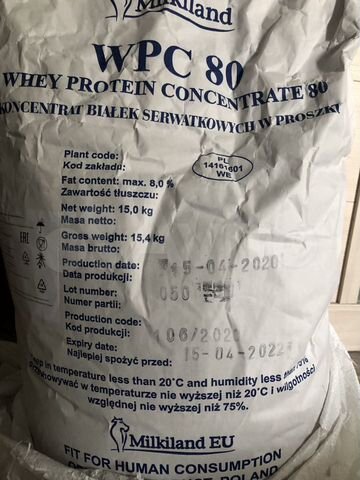 Milkiland
WPC 80
WHEY PROTEIN CONCENTRATE 80
KONCENTRAT BIAŁEK SERWATKOWYCH W PROSZKU
Plant code:
Kod zakładu:
PL
14161601
WE
Fat content: max. 8,0 %
Zawartość tłuszczu:
Net weight: 15,0 kg
Masa netto:
Gross weight: 15,4 kg
Masa brutto:
Production date: 15-04-2020
Data produkcji:
Lot number: 050
Numer partii:
Production code: 106/2020
Kod produkcji:
Expiry date:
Najlepiej spożyć przed: 15-04-2022
in temperature less than 20°C and humidity less than 75%
Przechowywać w temperaturze nie wyższej niż 20°C i wilgotności
względnej nie wyższej niż 75%.
Milkiland EU
FIT FOR HUMAN CONSUMPTION
POLAND